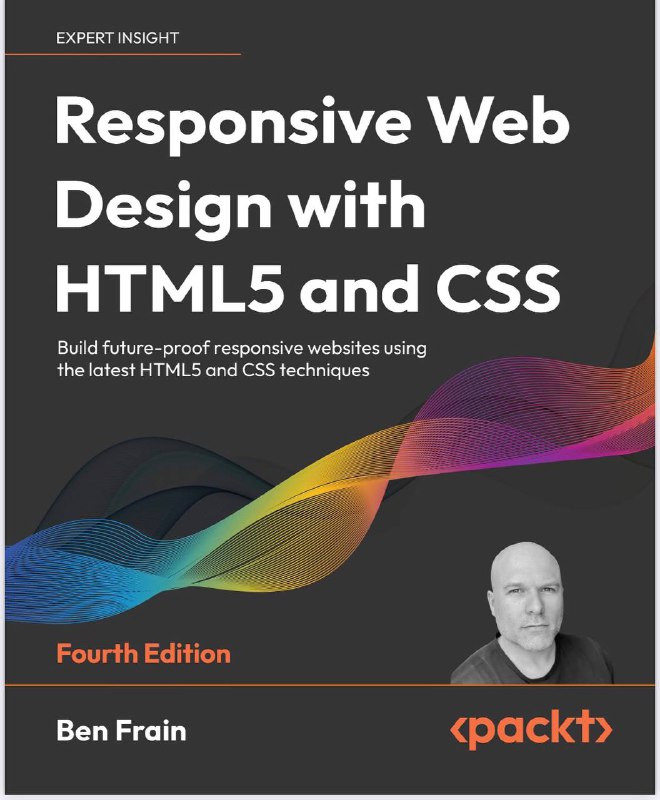 EXPERT INSIGHT
Responsive Web
Design with
HTML5 and CSS
Build future-proof responsive websites using
the latest HTML5 and CSS techniques
Fourth Edition
Ben Frain
<packt>